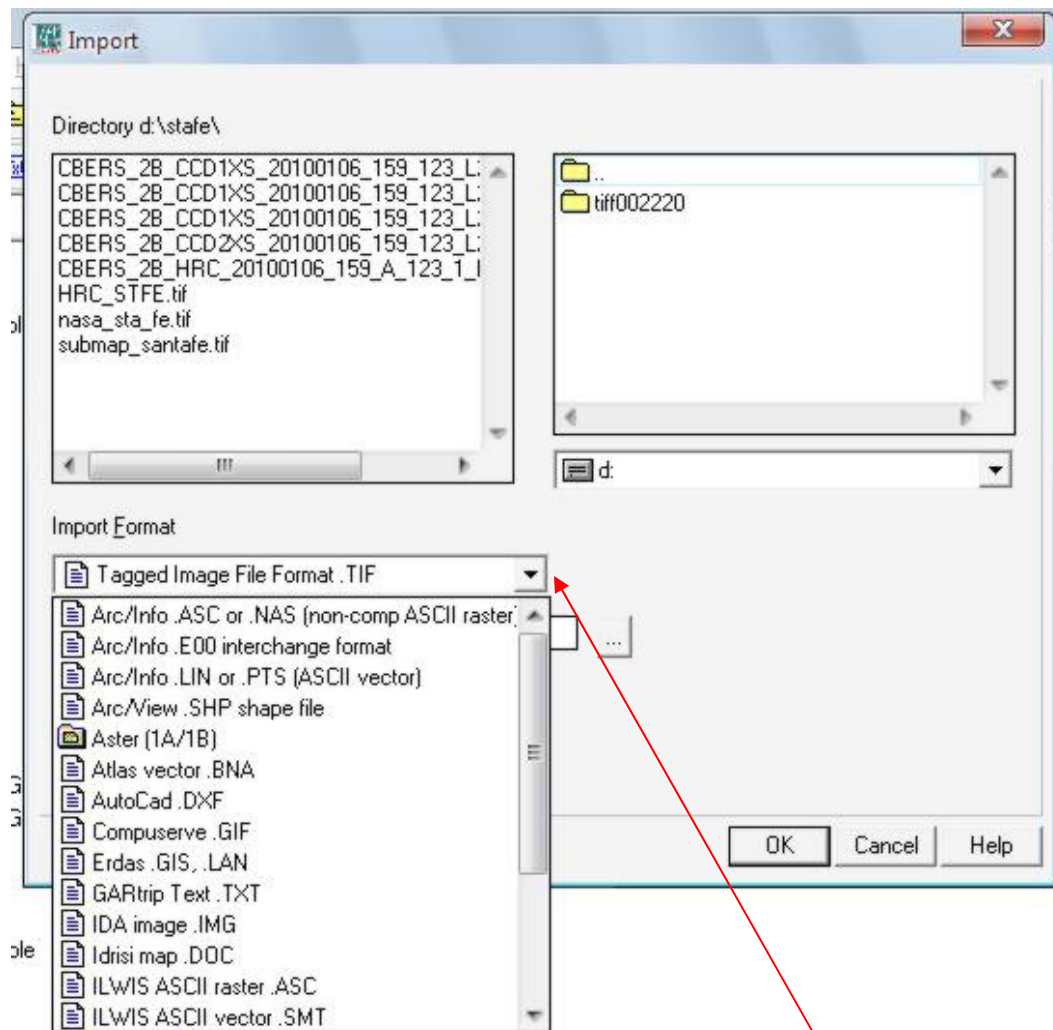 Import
Directory d:\stafe\
CBERS_2B_CCD1XS_20100106_159_123_L
CBERS_2B_CCD1XS_20100106_159_123_L
CBERS_2B_CCD1XS_20100106_159_123_L
CBERS_2B_CCD2XS_20100106_159_123_L
CBERS_2B_HRC_20100106_159_A_123_1_
HRC_STFE.tif
nasa_sta_fe.tif
submap_santafe.tif
..
tiff002220
d:
Import Format
Tagged Image File Format .TIF
Arc/Info .ASC or .NAS (non-comp ASCII raster)
Arc/Info .E00 interchange format
Arc/Info .LIN or .PTS (ASCII vector)
Arc/View .SHP shape file
Aster (1A/1B)
Atlas vector .BNA
AutoCad .DXF
Compuserve .GIF
Erdas .GIS, .LAN
GARtrip Text .TXT
IDA image .IMG
Idrisi map .DOC
ILWIS ASCII raster .ASC
ILWIS ASCII vector .SMT
...
OK
Cancel
Help